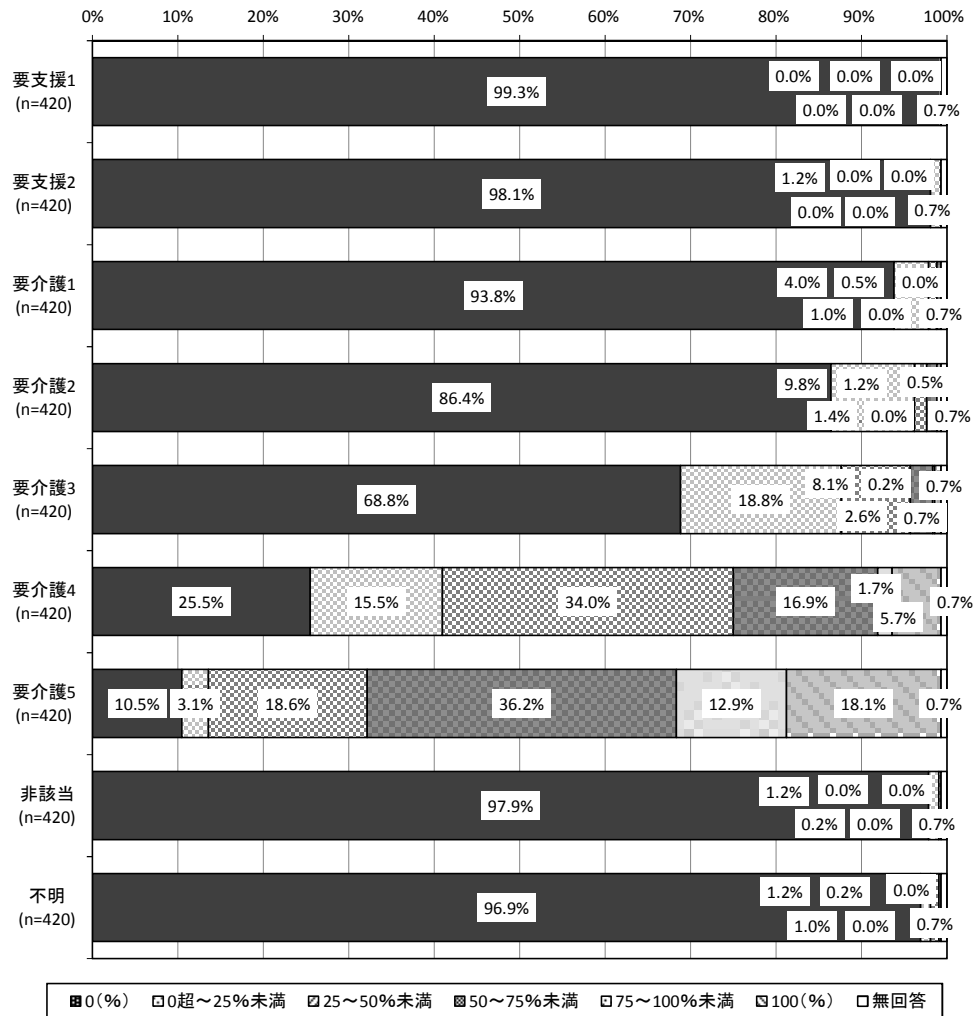 0% 10% 20% 30% 40% 50% 60% 70% 80% 90% 100%
要支援1
(n=420)
99.3% 0.0% 0.0% 0.0%
0.0% 0.0% 0.7%
要支援2
(n=420)
98.1% 1.2% 0.0% 0.0%
0.0% 0.0% 0.7%
要介護1
(n=420)
93.8% 4.0% 0.5% 0.0%
1.0% 0.0% 0.7%
要介護2
(n=420)
86.4% 9.8% 1.2% 0.5%
1.4% 0.0% 0.7%
要介護3
(n=420)
68.8% 18.8% 8.1% 0.2% 0.7%
2.6% 0.7%
要介護4
(n=420)
25.5% 15.5% 34.0% 16.9% 1.7% 0.7%
5.7%
要介護5
(n=420)
10.5% 3.1% 18.6% 36.2% 12.9% 18.1% 0.7%
非該当
(n=420)
97.9% 1.2% 0.0% 0.0%
0.2% 0.0% 0.7%
不明
(n=420)
96.9% 1.2% 0.2% 0.0%
1.0% 0.0% 0.7%
0(%) 0超～25%未満 25～50%未満 50～75%未満 75～100%未満 100(%) 無回答